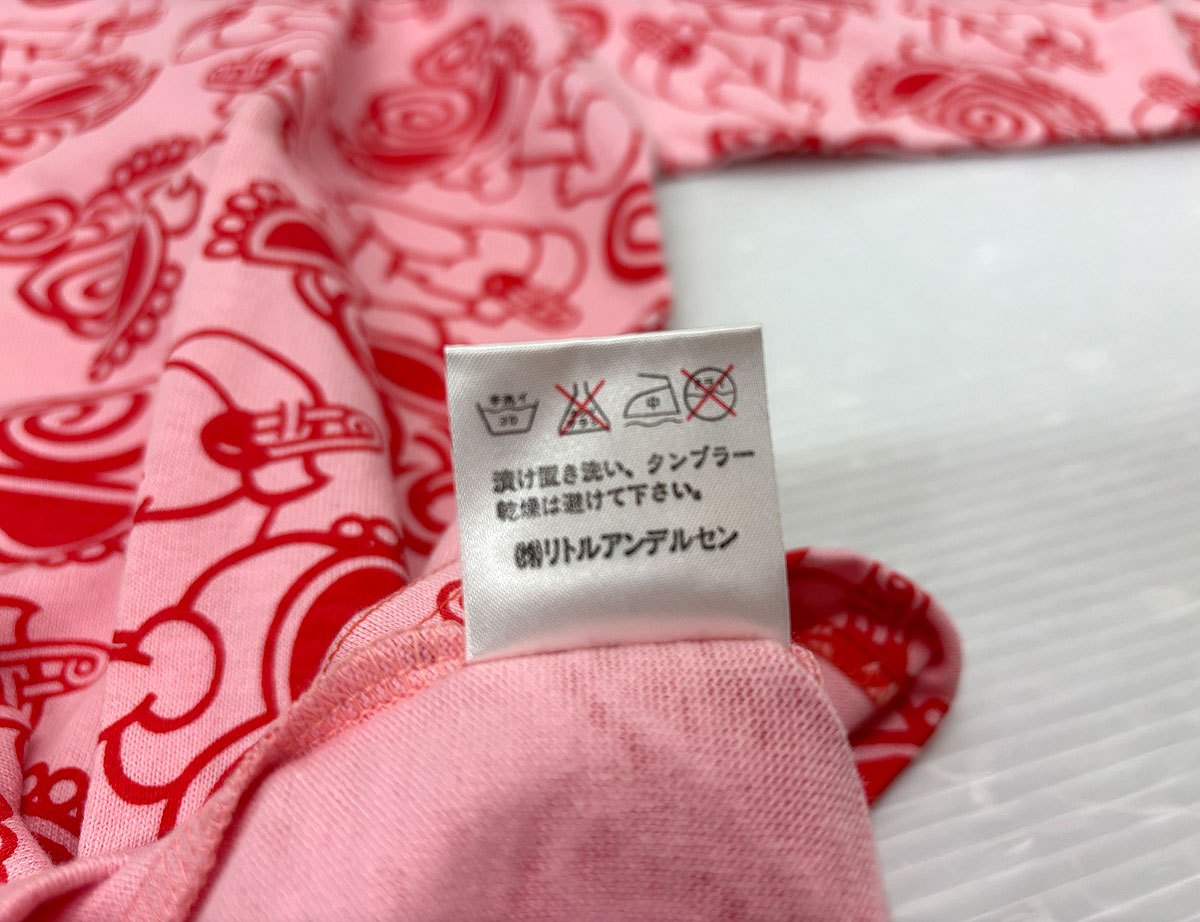 手洗イ
中
漬け置き洗い、タンブラー
乾燥は避けて下さい。
㈱リトルアンデルセン